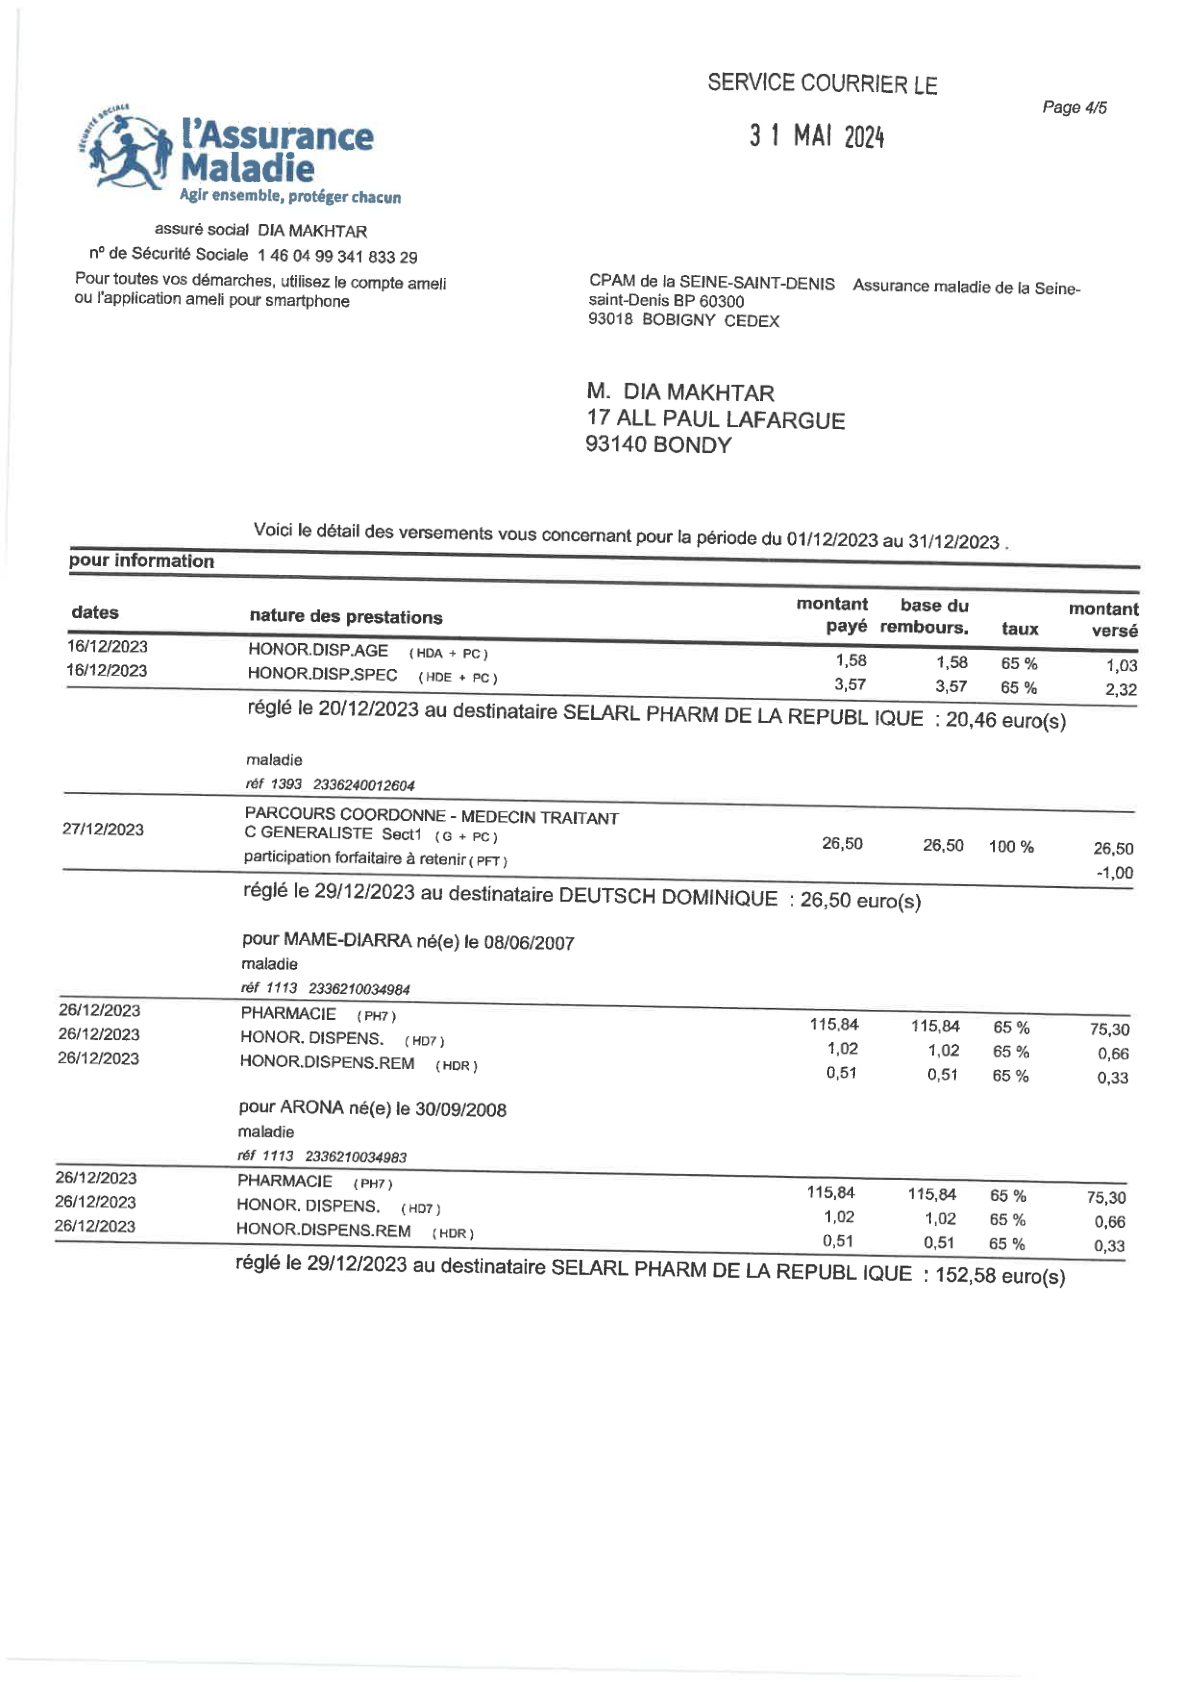 SERVICE COURRIER LE
Page 4/5
31 MAI 2024
SÉCURITÉ SOCIALE
l'Assurance
Maladie
Agir ensemble, protéger chacun
assuré social DIA MAKHTAR
n° de Sécurité Sociale 1 46 04 99 341 833 29
Pour toutes vos démarches, utilisez le compte ameli
ou l'application ameli pour smartphone
CPAM de la SEINE-SAINT-DENIS Assurance maladie de la Seine-
saint-Denis BP 60300
93018 BOBIGNY CEDEX
M. DIA MAKHTAR
17 ALL PAUL LAFARGUE
93140 BONDY
Voici le détail des versements vous concernant pour la période du 01/12/2023 au 31/12/2023 .
pour information
dates nature des prestations montant payé base du rembours. taux montant versé
16/12/2023 HONOR.DISP.AGE (HDA + PC) 1,58 1,58 65 % 1,03
16/12/2023 HONOR.DISP.SPEC (HDE + PC) 3,57 3,57 65 % 2,32
réglé le 20/12/2023 au destinataire SELARL PHARM DE LA REPUBL IQUE : 20,46 euro(s)
maladie
réf 1393 2336240012604
PARCOURS COORDONNE - MEDECIN TRAITANT
27/12/2023 C GENERALISTE Sect1 (G + PC) 26,50 26,50 100 % 26,50
participation forfaitaire à retenir (PFT) -1,00
réglé le 29/12/2023 au destinataire DEUTSCH DOMINIQUE : 26,50 euro(s)
pour MAME-DIARRA né(e) le 08/06/2007
maladie
réf 1113 2336210034984
26/12/2023 PHARMACIE (PH7) 115,84 115,84 65 % 75,30
26/12/2023 HONOR. DISPENS. (HD7) 1,02 1,02 65 % 0,66
26/12/2023 HONOR.DISPENS.REM (HDR) 0,51 0,51 65 % 0,33
pour ARONA né(e) le 30/09/2008
maladie
réf 1113 2336210034983
26/12/2023 PHARMACIE (PH7) 115,84 115,84 65 % 75,30
26/12/2023 HONOR. DISPENS. (HD7) 1,02 1,02 65 % 0,66
26/12/2023 HONOR.DISPENS.REM (HDR) 0,51 0,51 65 % 0,33
réglé le 29/12/2023 au destinataire SELARL PHARM DE LA REPUBL IQUE : 152,58 euro(s)